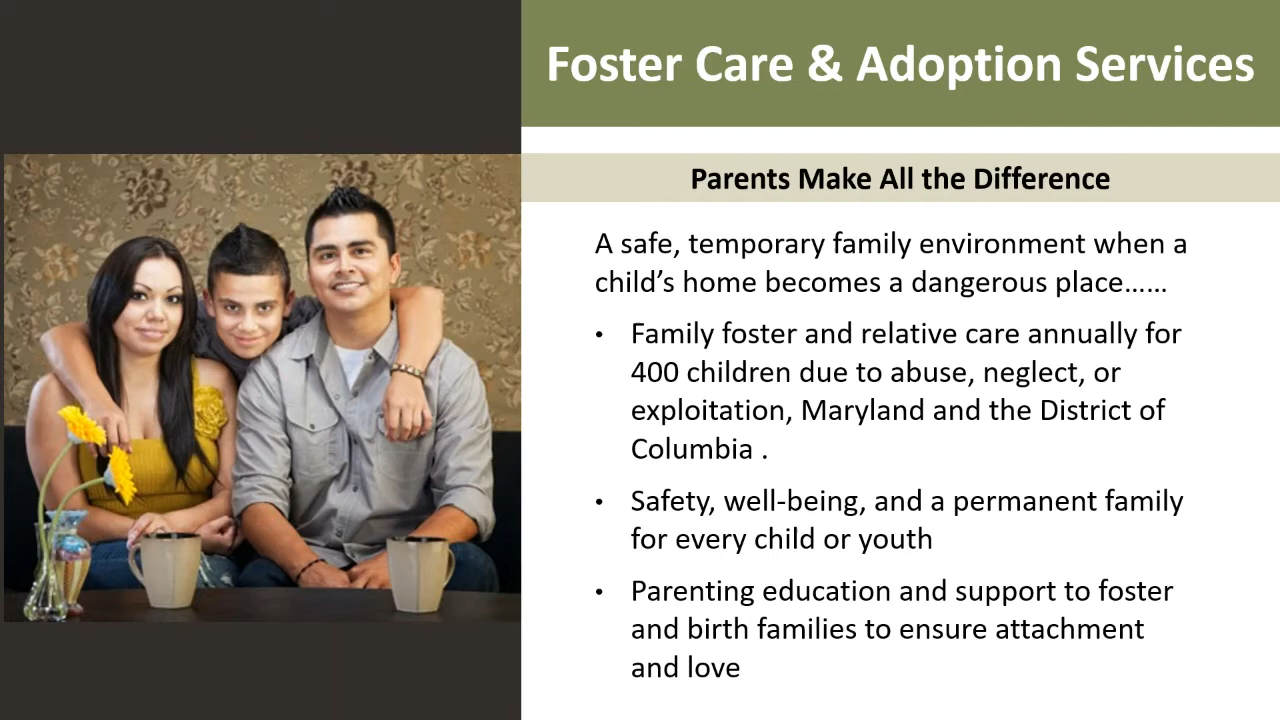 Foster Care & Adoption Services
Parents Make All the Difference
A safe, temporary family environment when a
child’s home becomes a dangerous place……
• Family foster and relative care annually for
400 children due to abuse, neglect, or
exploitation, Maryland and the District of
Columbia .
• Safety, well-being, and a permanent family
for every child or youth
• Parenting education and support to foster
and birth families to ensure attachment
and love